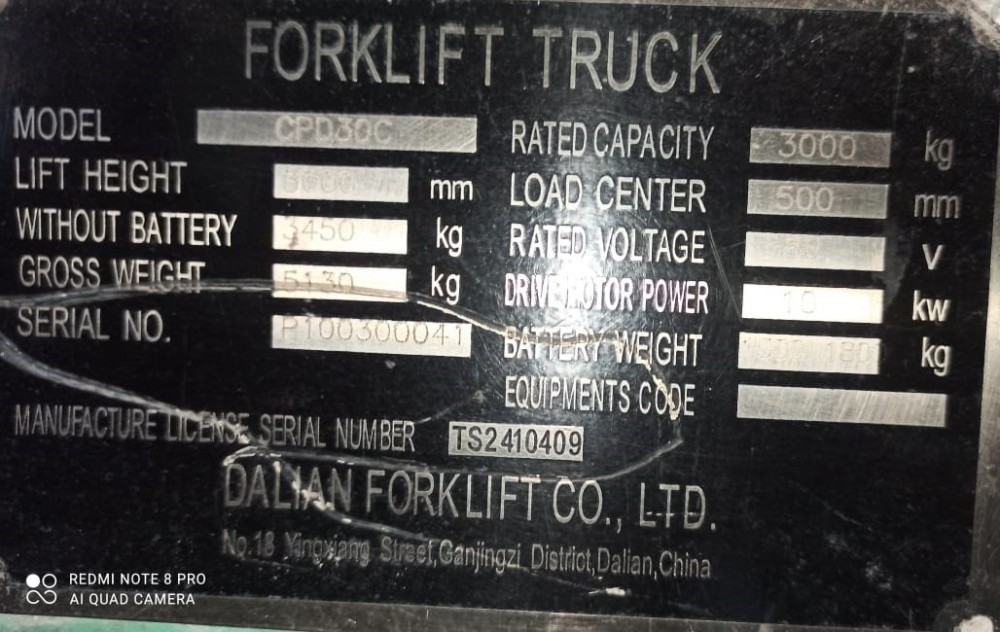 FORKLIFT TRUCK
MODEL CPD30C
LIFT HEIGHT mm
WITHOUT BATTERY 3450 kg
GROSS WEIGHT 5130 kg
SERIAL NO. P100300041
RATED CAPACITY 3000 kg
LOAD CENTER 500 mm
RATED VOLTAGE V
DRIVE MOTOR POWER 10 kw
BATTERY WEIGHT kg
EQUIPMENTS CODE
MANUFACTURE LICENSE SERIAL NUMBER TS2410409
DALIAN FORKLIFT CO., LTD.
No.18 Yingxiang Street,Ganjingzi District,Dalian,China
REDMI NOTE 8 PRO
AI QUAD CAMERA